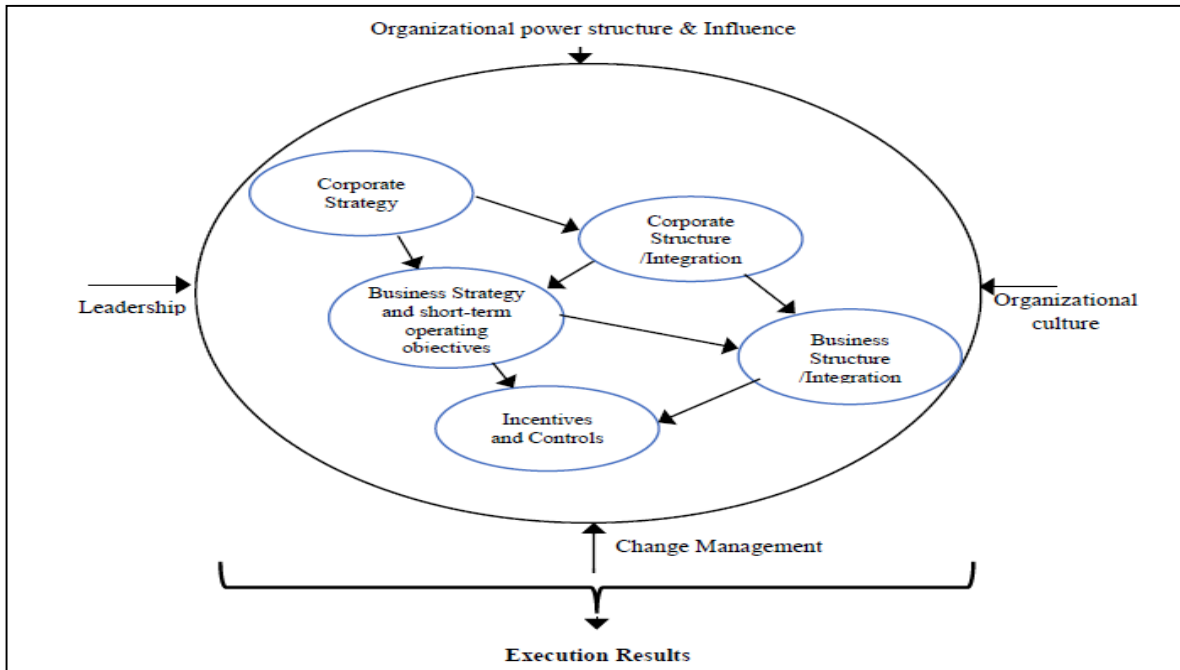 Organizational power structure & Influence
Corporate
Strategy
Corporate
Structure
/Integration
Leadership
Business Strategy
and short-term
operating
obiectives
Organizational
culture
Business
Structure
/Integration
Incentives
and Controls
Change Management
Execution Results